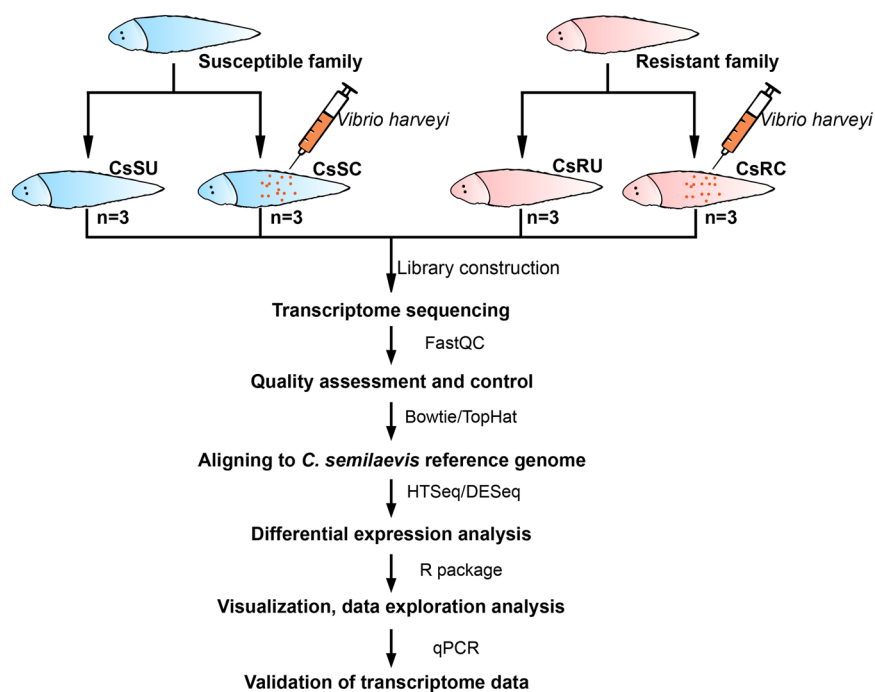 Susceptible family
Resistant family
Vibrio harveyi
Vibrio harveyi
CsSU
CsSC
CsRU
CsRC
n=3
n=3
n=3
n=3
Library construction
Transcriptome sequencing
FastQC
Quality assessment and control
Bowtie/TopHat
Aligning to C. semilaevis reference genome
HTSeq/DESeq
Differential expression analysis
R package
Visualization, data exploration analysis
qPCR
Validation of transcriptome data